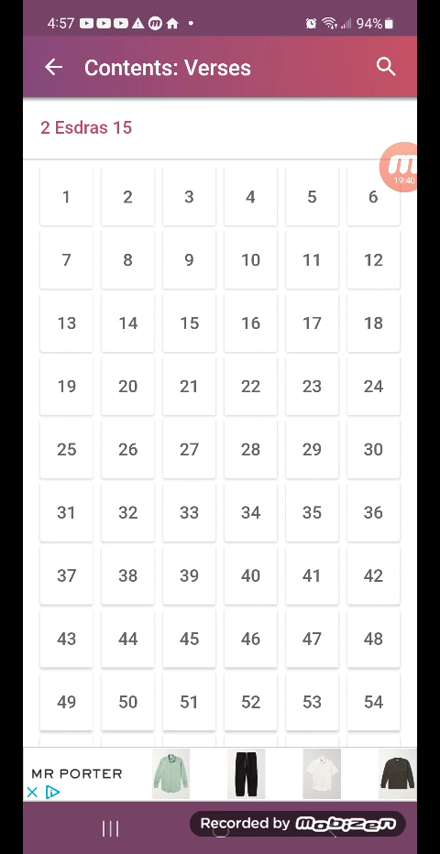 4:57 94%
Contents: Verses
2 Esdras 15
19:40
1 2 3 4 5 6
7 8 9 10 11 12
13 14 15 16 17 18
19 20 21 22 23 24
25 26 27 28 29 30
31 32 33 34 35 36
37 38 39 40 41 42
43 44 45 46 47 48
49 50 51 52 53 54
MR PORTER
Recorded by mobizen